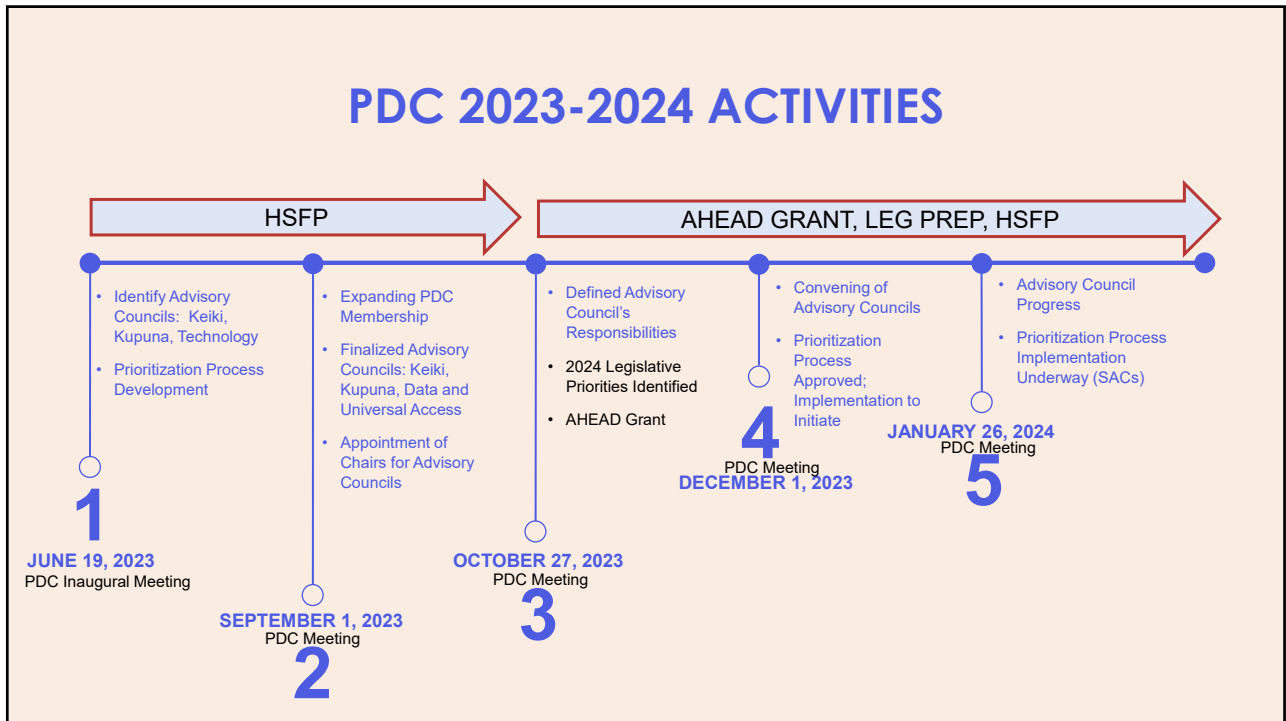 PDC 2023-2024 ACTIVITIES
HSFP
AHEAD GRANT, LEG PREP, HSFP
• Identify Advisory
Councils: Keiki,
Kupuna, Technology
• Prioritization Process
Development
1
JUNE 19, 2023
PDC Inaugural Meeting
• Expanding PDC
Membership
• Finalized Advisory
Councils: Keiki,
Kupuna, Data and
Universal Access
• Appointment of
Chairs for Advisory
Councils
SEPTEMBER 1, 2023
PDC Meeting
2
• Defined Advisory
Council's
Responsibilities
• 2024 Legislative
Priorities Identified
• AHEAD Grant
OCTOBER 27, 2023
PDC Meeting
3
• Convening of
Advisory Councils
• Prioritization
Process
Approved;
Implementation to
Initiate
4
PDC Meeting
DECEMBER 1, 2023
• Advisory Council
Progress
• Prioritization Process
Implementation
Underway (SACs)
JANUARY 26, 2024
PDC Meeting
5